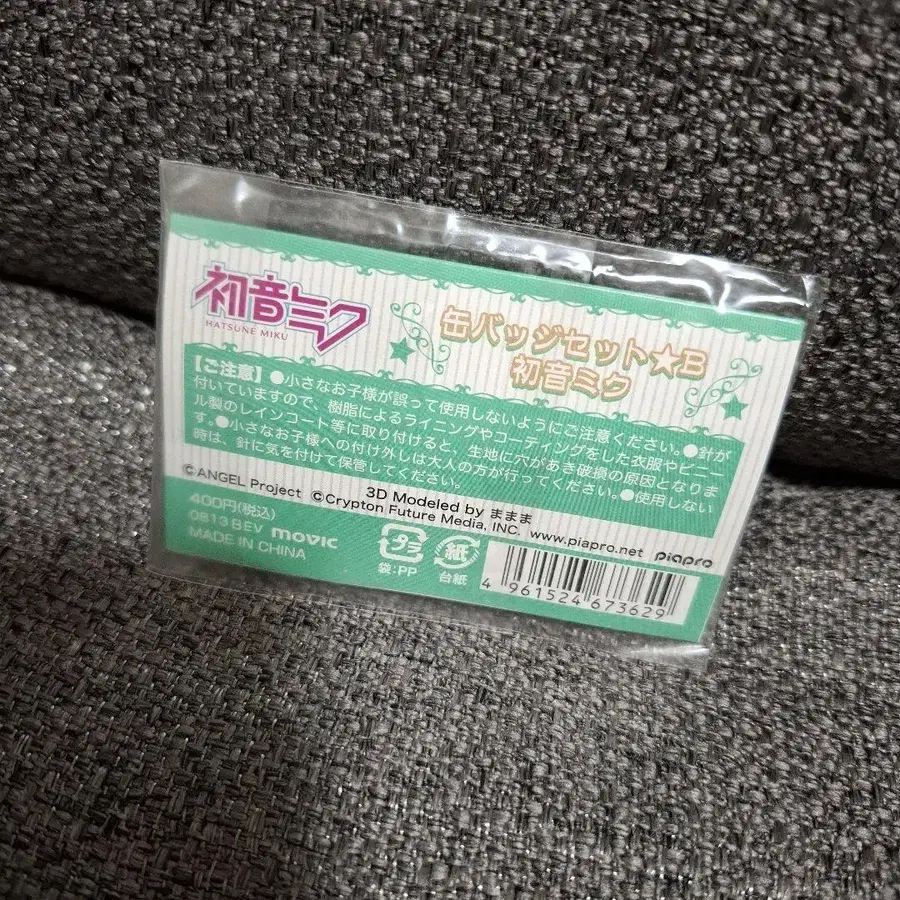 初音ミク
HATSUNE MIKU
缶バッジセット★B
初音ミク
【ご注意】●小さなお子様が誤って使用しないようにご注意ください。●針が
付いていますので、樹脂によるライニングやコーティングをした衣服やビニー
ル製のレインコート等に取り付けると、生地に穴があき破損の原因となりま
す。●小さなお子様への付け外しは大人の方が行ってください。●使用しない
時は、針に気を付けて保管してください。
3D Modeled by ままま
©ANGEL Project ©Crypton Future Media, INC. www.piapro.net piapro
400円(税込)
0813BEV movic
MADE IN CHINA
プラ
袋:PP
紙
台紙
4 961524 673629